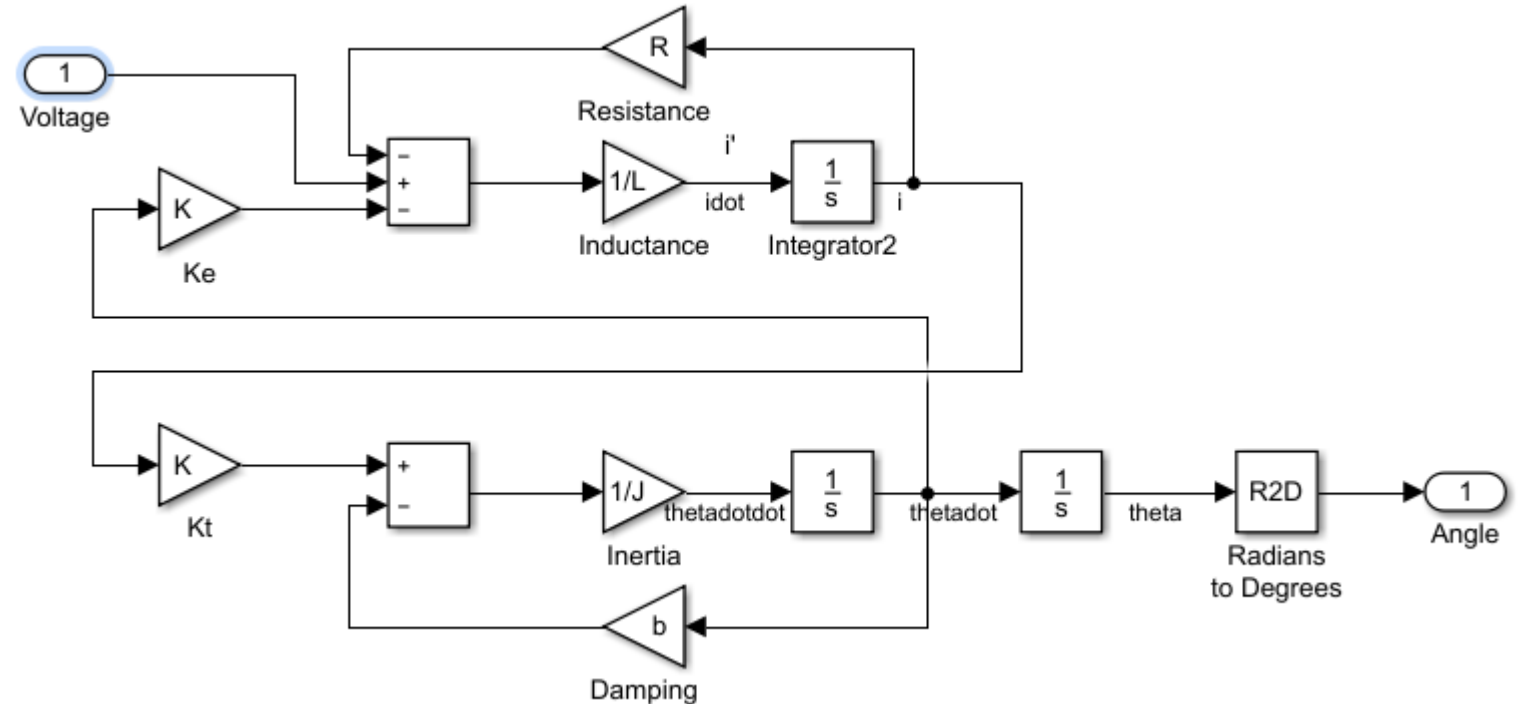 R
1
Voltage
Resistance
i'
−
+
−
K
Ke
1/L
Inductance
idot
1
s
Integrator2
i
K
Kt
+
−
1/J
Inertia
thetadotdot
1
s
thetadot
1
s
theta
R2D
Radians
to Degrees
1
Angle
b
Damping